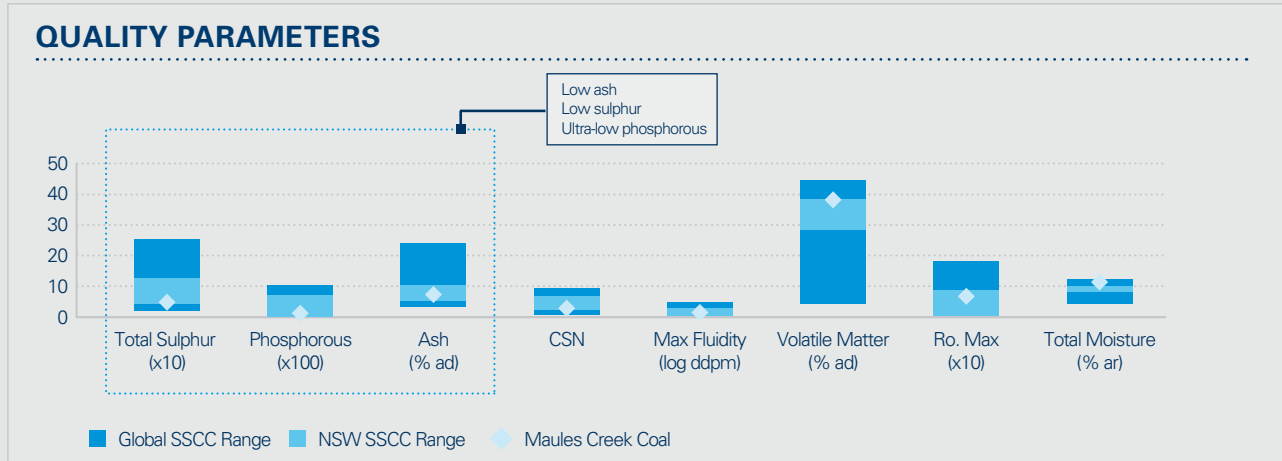 QUALITY PARAMETERS
Low ash
Low sulphur
Ultra-low phosphorous
50
40
30
20
10
0
Total Sulphur
(x10)
Phosphorous
(x100)
Ash
(% ad)
CSN
Max Fluidity
(log ddpm)
Volatile Matter
(% ad)
Ro. Max
(x10)
Total Moisture
(% ar)
Global SSCC Range
NSW SSCC Range
Maules Creek Coal